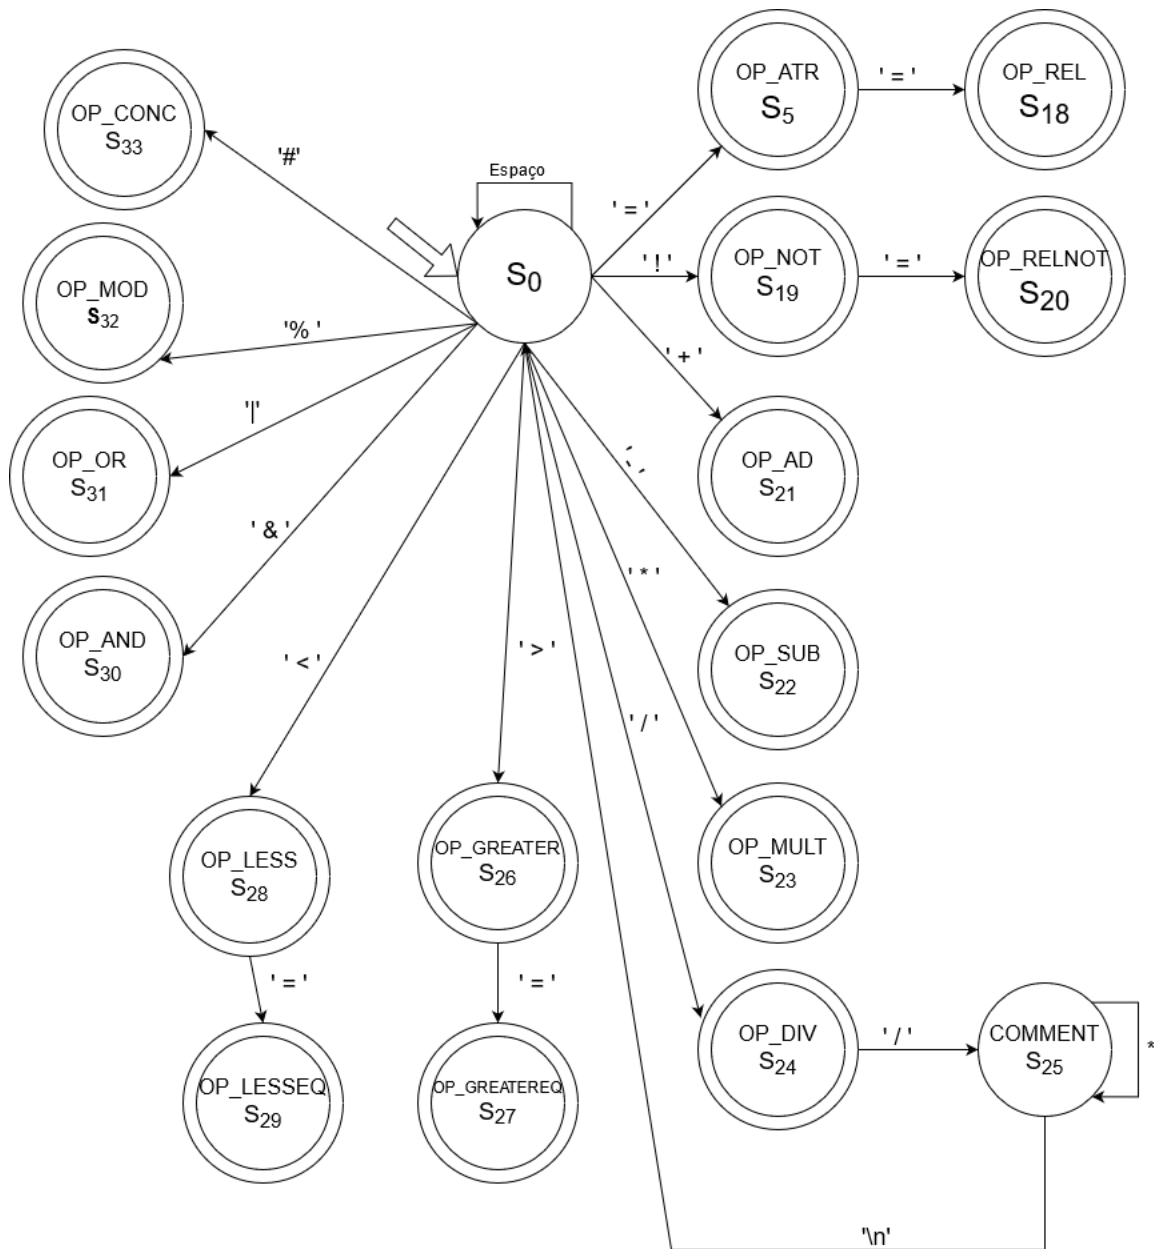 OP_ATR
S5
' = '
OP_REL
S18
OP_CONC
S33
'#'
Espaço
' = '
S0
' ! '
OP_NOT
S19
' = '
OP_RELNOT
S20
OP_MOD
S32
'% '
' + '
'|'
OP_OR
S31
OP_AD
S21
' - '
' & '
' * '
OP_AND
S30
' < '
' > '
OP_SUB
S22
' / '
OP_LESS
S28
OP_GREATER
S26
OP_MULT
S23
' = '
' = '
OP_DIV
S24
' / '
COMMENT
S25
*
OP_LESSEQ
S29
OP_GREATEREQ
S27
'\n'